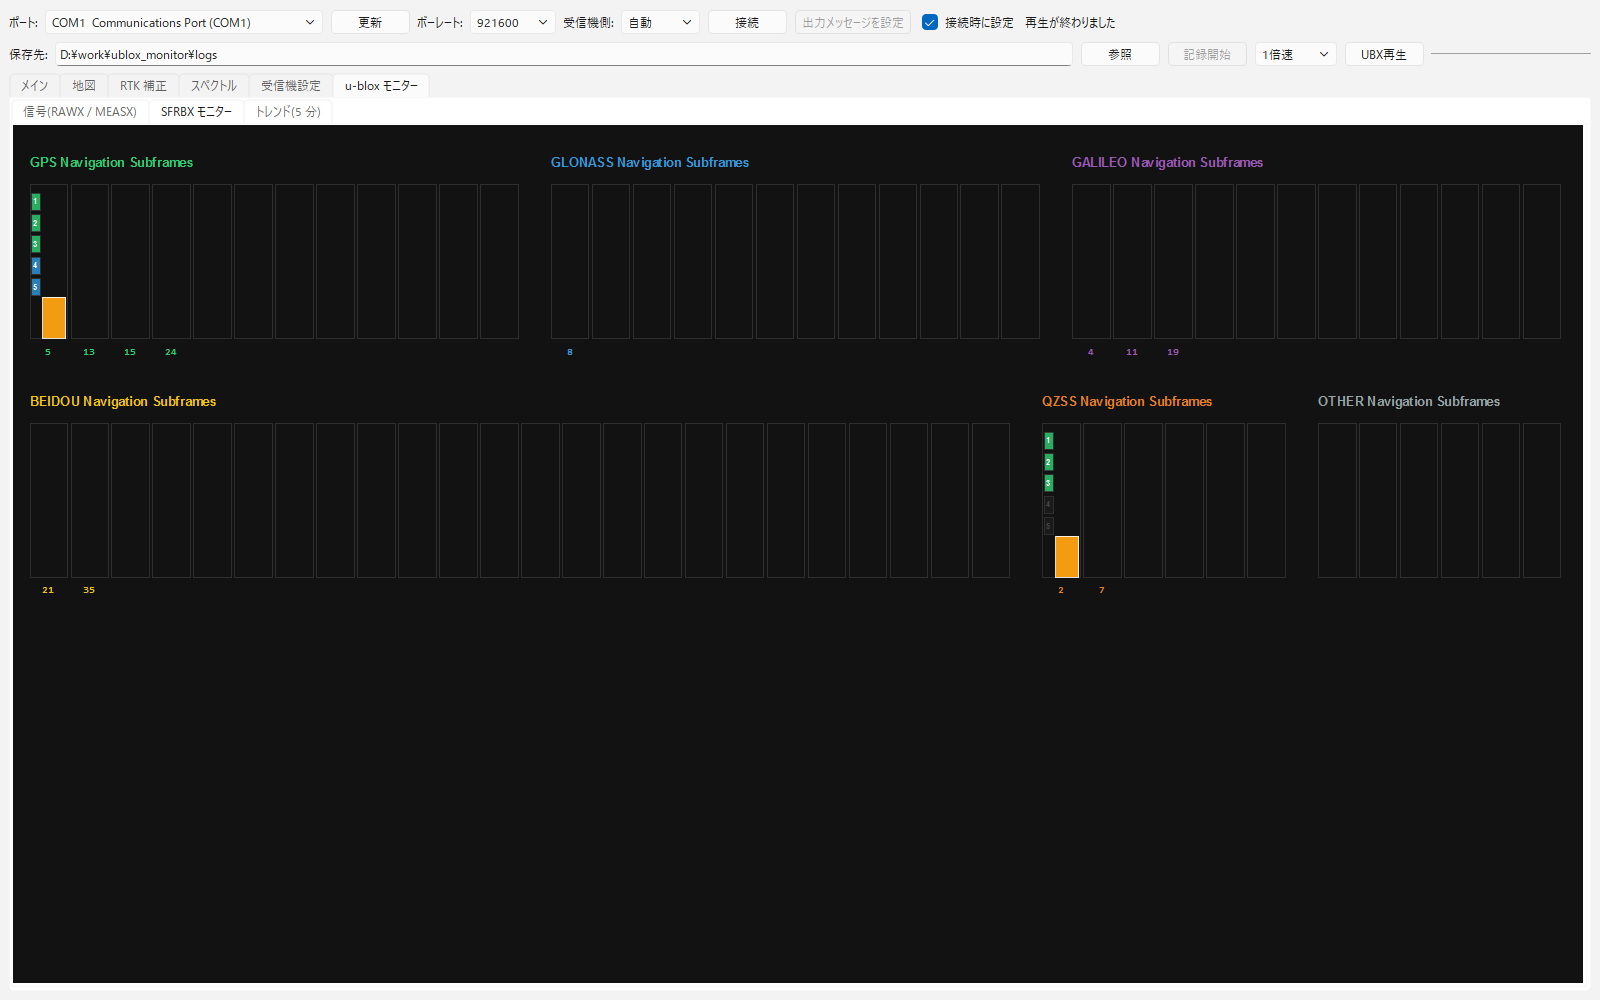 ポート: COM1 Communications Port (COM1) 更新 ボーレート: 921600 受信機側: 自動 接続 出力メッセージを設定 接続時に設定 再生が終わりました
保存先: D:¥work¥ublox_monitor¥logs 参照 記録開始 1倍速 UBX再生
メイン 地図 RTK 補正 スペクトル 受信機設定 u-blox モニター
信号(RAWX / MEASX) SFRBX モニター トレンド(5 分)
GPS Navigation Subframes GLONASS Navigation Subframes GALILEO Navigation Subframes
1
2
3
4
5
5 13 15 24 8 4 11 19
BEIDOU Navigation Subframes QZSS Navigation Subframes OTHER Navigation Subframes
1
2
3
4
5
21 35 2 7